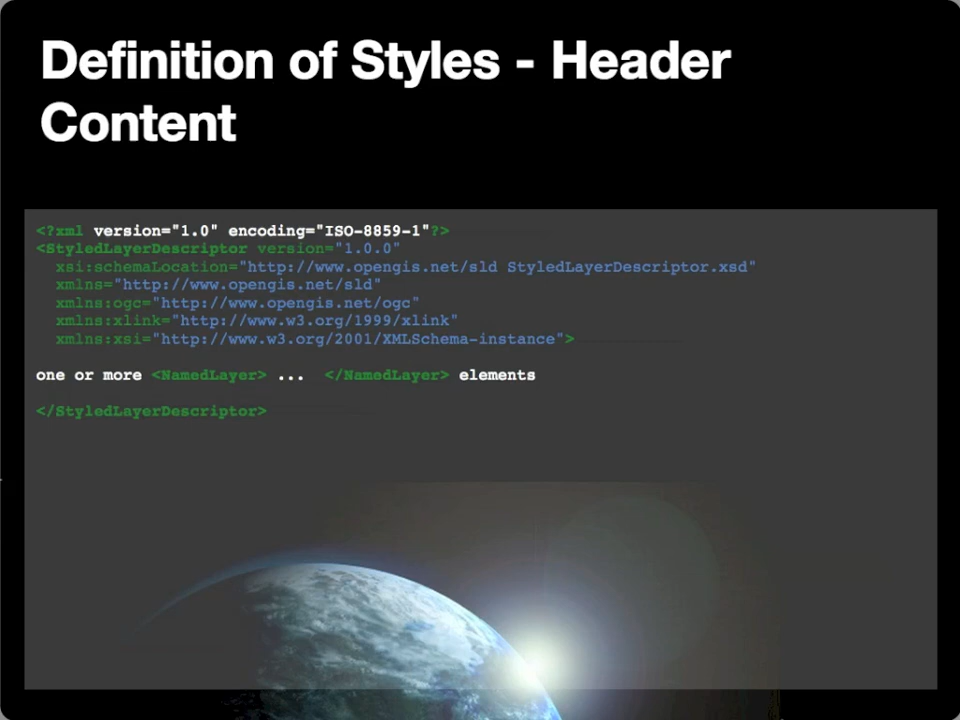 Definition of Styles - Header
Content
<?xml version="1.0" encoding="ISO-8859-1"?>
<StyledLayerDescriptor version="1.0.0"
xsi:schemaLocation="http://www.opengis.net/sld StyledLayerDescriptor.xsd"
xmlns="http://www.opengis.net/sld"
xmlns:ogc="http://www.opengis.net/ogc"
xmlns:xlink="http://www.w3.org/1999/xlink"
xmlns:xsi="http://www.w3.org/2001/XMLSchema-instance">
one or more <NamedLayer> ... </NamedLayer> elements
</StyledLayerDescriptor>